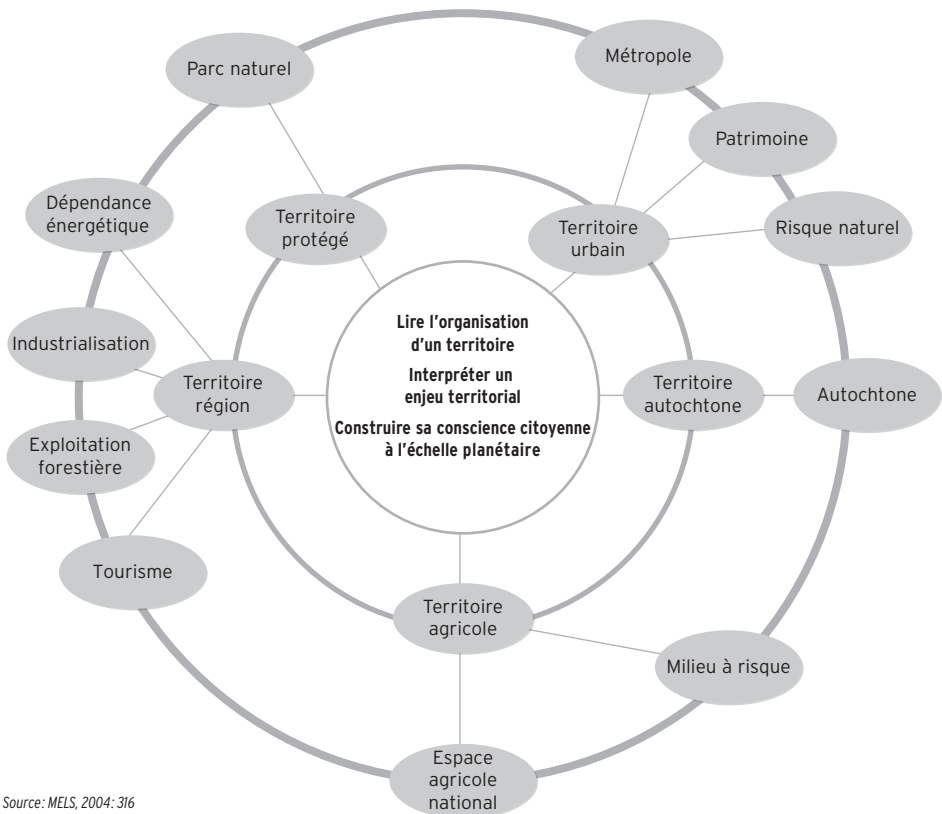 Parc naturel
Métropole
Patrimoine
Dépendance
énergétique
Territoire
protégé
Territoire
urbain
Risque naturel
Lire l'organisation
d'un territoire
Interpréter un
enjeu territorial
Construire sa conscience citoyenne
à l'échelle planétaire
Industrialisation
Territoire
région
Territoire
autochtone
Autochtone
Exploitation
forestière
Tourisme
Territoire
agricole
Milieu à risque
Espace
agricole
national
Source: MELS, 2004: 316